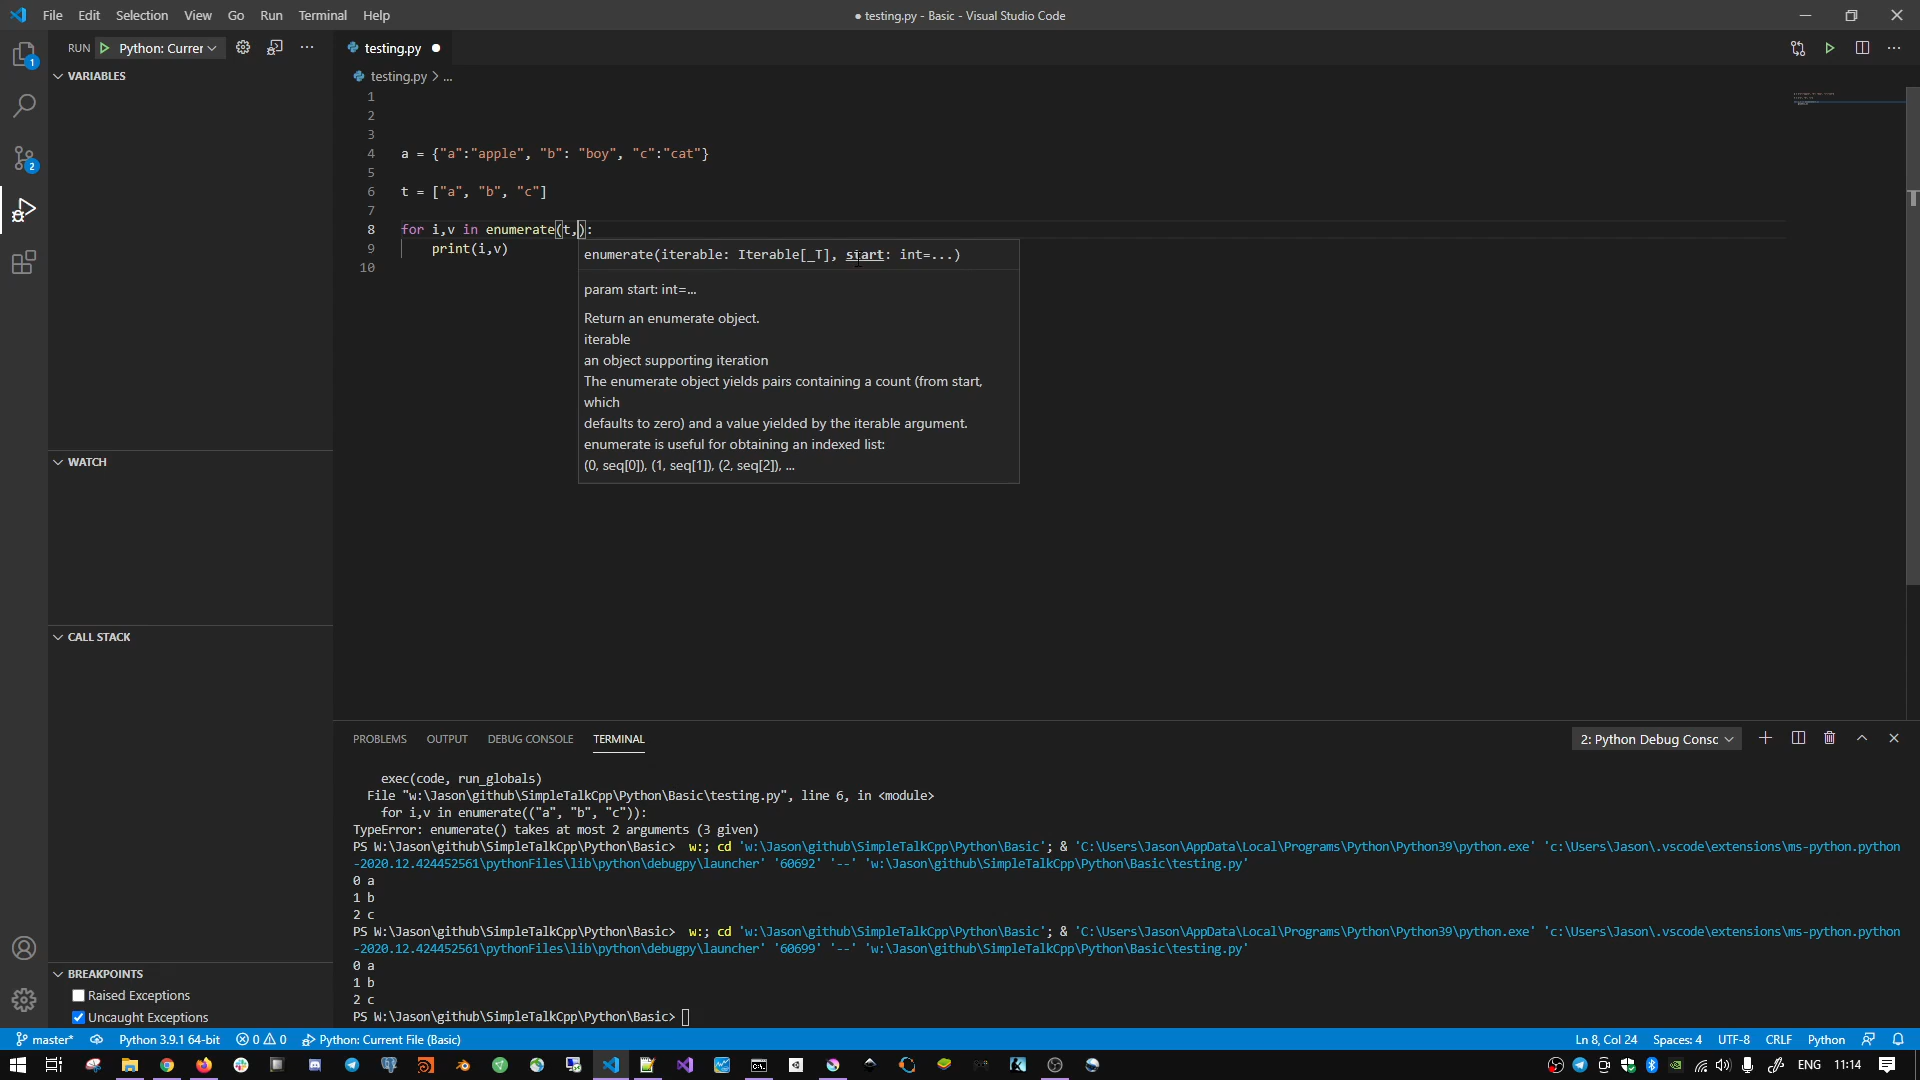 File Edit Selection View Go Run Terminal Help
● testing.py - Basic - Visual Studio Code
RUN Python: Currer
testing.py ●
VARIABLES
testing.py > ...
1
2
3
4 a = {"a":"apple", "b": "boy", "c":"cat"}
5
6 t = ["a", "b", "c"]
7
8 for i,v in enumerate(t,):
9 print(i,v)
10
enumerate(iterable: Iterable[_T], start: int=...)
param start: int=...
Return an enumerate object.
iterable
an object supporting iteration
The enumerate object yields pairs containing a count (from start,
which
defaults to zero) and a value yielded by the iterable argument.
enumerate is useful for obtaining an indexed list:
(0, seq[0]), (1, seq[1]), (2, seq[2]), ...
WATCH
CALL STACK
BREAKPOINTS
Raised Exceptions
Uncaught Exceptions
1
2
PROBLEMS OUTPUT DEBUG CONSOLE TERMINAL
2: Python Debug Consc
exec(code, run_globals)
File "w:\Jason\github\SimpleTalkCpp\Python\Basic\testing.py", line 6, in <module>
for i,v in enumerate(("a", "b", "c")):
TypeError: enumerate() takes at most 2 arguments (3 given)
PS W:\Jason\github\SimpleTalkCpp\Python\Basic> w:; cd 'w:\Jason\github\SimpleTalkCpp\Python\Basic'; & 'C:\Users\Jason\AppData\Local\Programs\Python\Python39\python.exe' 'c:\Users\Jason\.vscode\extensions\ms-python.python
-2020.12.424452561\pythonFiles\lib\python\debugpy\launcher' '60692' '--' 'w:\Jason\github\SimpleTalkCpp\Python\Basic\testing.py'
0 a
1 b
2 c
PS W:\Jason\github\SimpleTalkCpp\Python\Basic> w:; cd 'w:\Jason\github\SimpleTalkCpp\Python\Basic'; & 'C:\Users\Jason\AppData\Local\Programs\Python\Python39\python.exe' 'c:\Users\Jason\.vscode\extensions\ms-python.python
-2020.12.424452561\pythonFiles\lib\python\debugpy\launcher' '60699' '--' 'w:\Jason\github\SimpleTalkCpp\Python\Basic\testing.py'
0 a
1 b
2 c
PS W:\Jason\github\SimpleTalkCpp\Python\Basic>
master* Python 3.9.1 64-bit 0 0 Python: Current File (Basic)
Ln 8, Col 24 Spaces: 4 UTF-8 CRLF Python
ENG 11:14